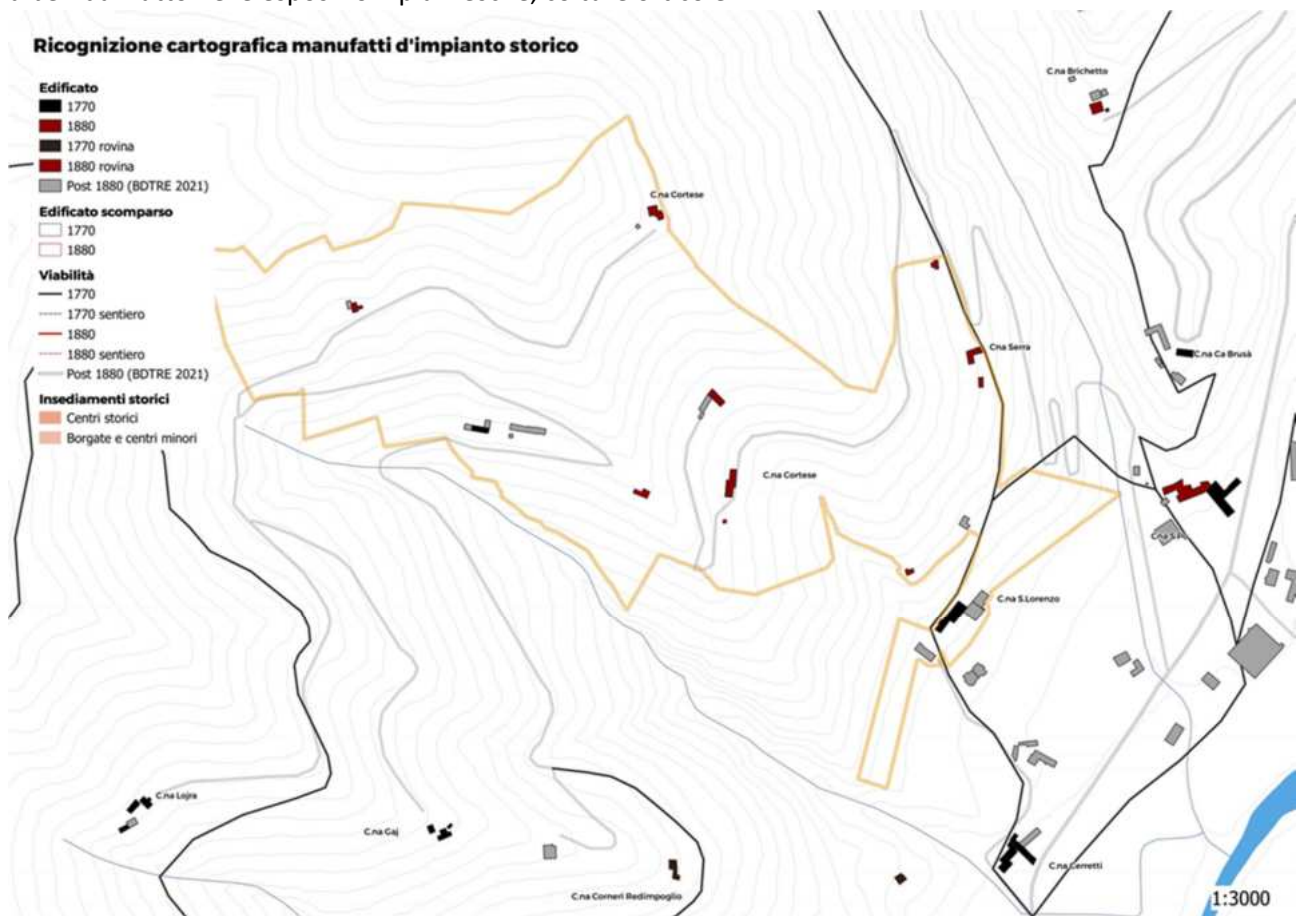 Ricognizione cartografica manufatti d'impianto storico
Edificato
1770
1880
1770 rovina
1880 rovina
Post 1880 (BDTRE 2021)
Edificato scomparso
1770
1880
Viabilità
1770
1770 sentiero
1880
1880 sentiero
Post 1880 (BDTRE 2021)
Insediamenti storici
Centri storici
Borgate e centri minori
C.na Brichetto
C.na Cortese
C.na Serra
C.na Ca Brusà
C.na Cortese
C.na S.Lorenzo
C.na Lojra
C.na Gaj
C.na Corneri Redimpoglio
C.na Cerretti
1:3000